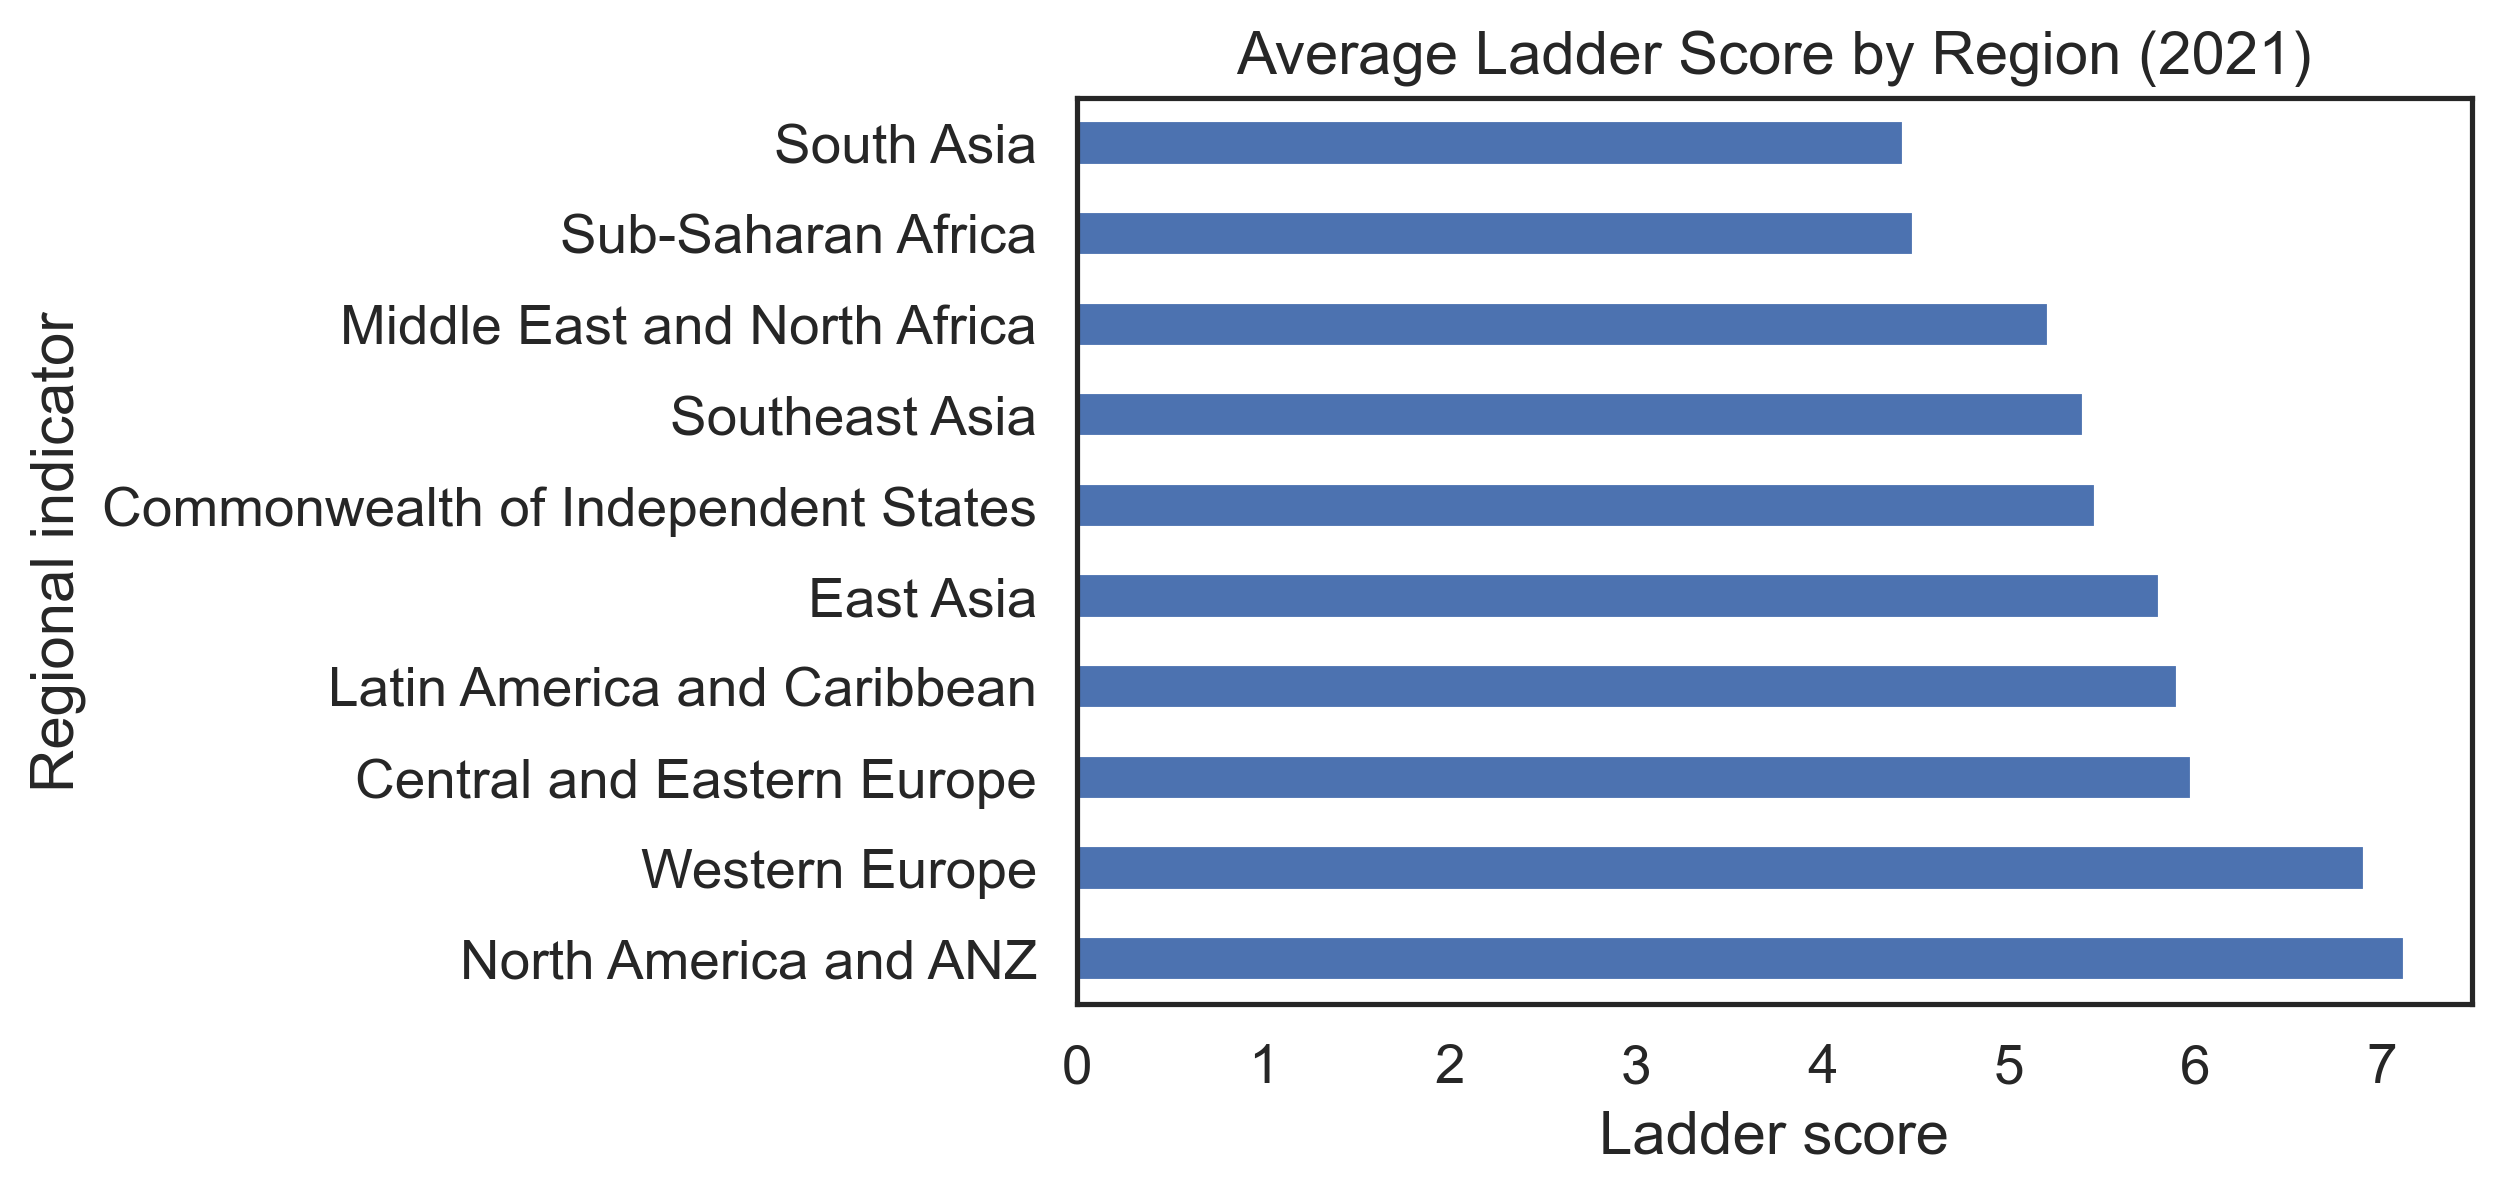 Average Ladder Score by Region (2021)
Regional indicator
South Asia
Sub-Saharan Africa
Middle East and North Africa
Southeast Asia
Commonwealth of Independent States
East Asia
Latin America and Caribbean
Central and Eastern Europe
Western Europe
North America and ANZ
0 1 2 3 4 5 6 7
Ladder score